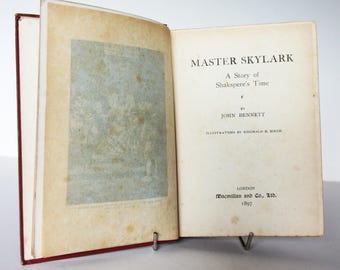 MASTER SKYLARK
A Story of
Shakspere's Time
BY
JOHN BENNETT
ILLUSTRATIONS BY REGINALD B. BIRCH
LONDON
Macmillan and Co., Ltd.
1897